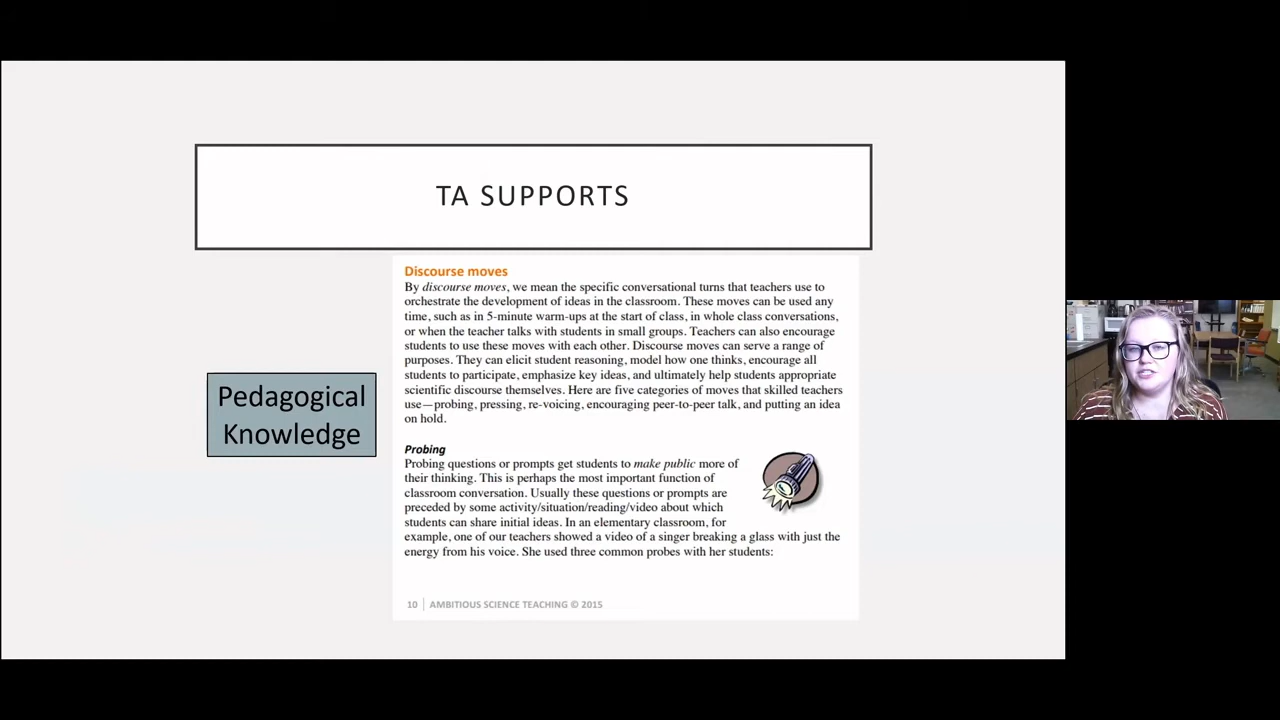 TA SUPPORTS
Discourse moves
By discourse moves, we mean the specific conversational turns that teachers use to
orchestrate the development of ideas in the classroom. These moves can be used any
time, such as in 5-minute warm-ups at the start of class, in whole class conversations,
or when the teacher talks with students in small groups. Teachers can also encourage
students to use these moves with each other. Discourse moves can serve a range of
purposes. They can elicit student reasoning, model how one thinks, encourage all
students to participate, emphasize key ideas, and ultimately help students appropriate
scientific discourse themselves. Here are five categories of moves that skilled teachers
use—probing, pressing, re-voicing, encouraging peer-to-peer talk, and putting an idea
on hold.
Pedagogical
Knowledge
Probing
Probing questions or prompts get students to make public more of
their thinking. This is perhaps the most important function of
classroom conversation. Usually these questions or prompts are
preceded by some activity/situation/reading/video about which
students can share initial ideas. In an elementary classroom, for
example, one of our teachers showed a video of a singer breaking a glass with just the
energy from his voice. She used three common probes with her students:
10 | AMBITIOUS SCIENCE TEACHING © 2015